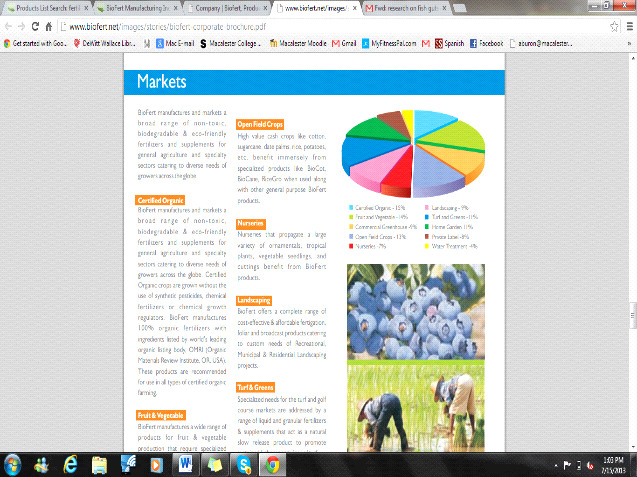 Products List Search: fertil
BioFert Manufacturing In
Company | Biofert, Produ
www.biofert.net/images/s
Fwd: research on fish gut
www.biofert.net/images/stories/biofert-corporate-brochure.pdf
Get started with Goo...
DeWitt Wallace Libr...
Mac E-mail
Macalester College ...
Macalester Moodle
Gmail
MyFitnessPal.com
SIS
Spanish
Facebook
aburon@macalester...
Markets
BioFert manufactures and markets a
broad range of non-toxic,
biodegradable & eco-friendly
fertilizers and supplements for
general agriculture and specialty
sectors catering to diverse needs of
growers across the globe
Certified Organic
BioFert manufactures and markets a
broad range of non-toxic,
biodegradable & eco-friendly
fertilizers and supplements for
general agriculture and specialty
sectors catering to diverse needs of
growers across the globe. Certified
Organic crops are grown without the
use of synthetic pesticides, chemical
fertilizers or chemical growth
regulators. BioFert manufactures
100% organic fertilizers with
ingredients listed by world's leading
organic listing body, OMRI (Organic
Materials Review Institute, OR, USA).
These products are recommended
for use in all types of certified organic
farming.
Fruit & Vegetable
BioFert manufactures a wide range of
products for fruit & vegetable
production that require specialized
Open Field Crops
High value cash crops like cotton,
sugarcane, date palms, rice, potatoes,
etc. benefit immensely from
specialized products like BioCot,
BioCane, RiceGro when used along
with other general purpose BioFert
products.
Nurseries
Nurseries that propagate a large
variety of ornamentals, tropical
plants, vegetable seedlings, and
cuttings benefit from BioFert
products.
Landscaping
BioFert offers a complete range of
cost-effective & affordable fertigation,
foliar and broadcast products catering
to custom needs of Recreational,
Municipal & Residential Landscaping
projects.
Turf & Greens
Specialized needs for the turf and golf
course markets are addressed by a
range of liquid and granular fertilizers
& supplements that act as a natural
slow release product to promote
Certified Organic - 15%
Fruit and Vegetable - 14%
Commercial Greenhouse - 9%
Open Field Crops - 13%
Nurseries - 7%
Landscaping - 9%
Turf and Greens - 11%
Home Garden 11%
Private Label - 8%
Water Treatment - 4%
1:03 PM
7/15/2013